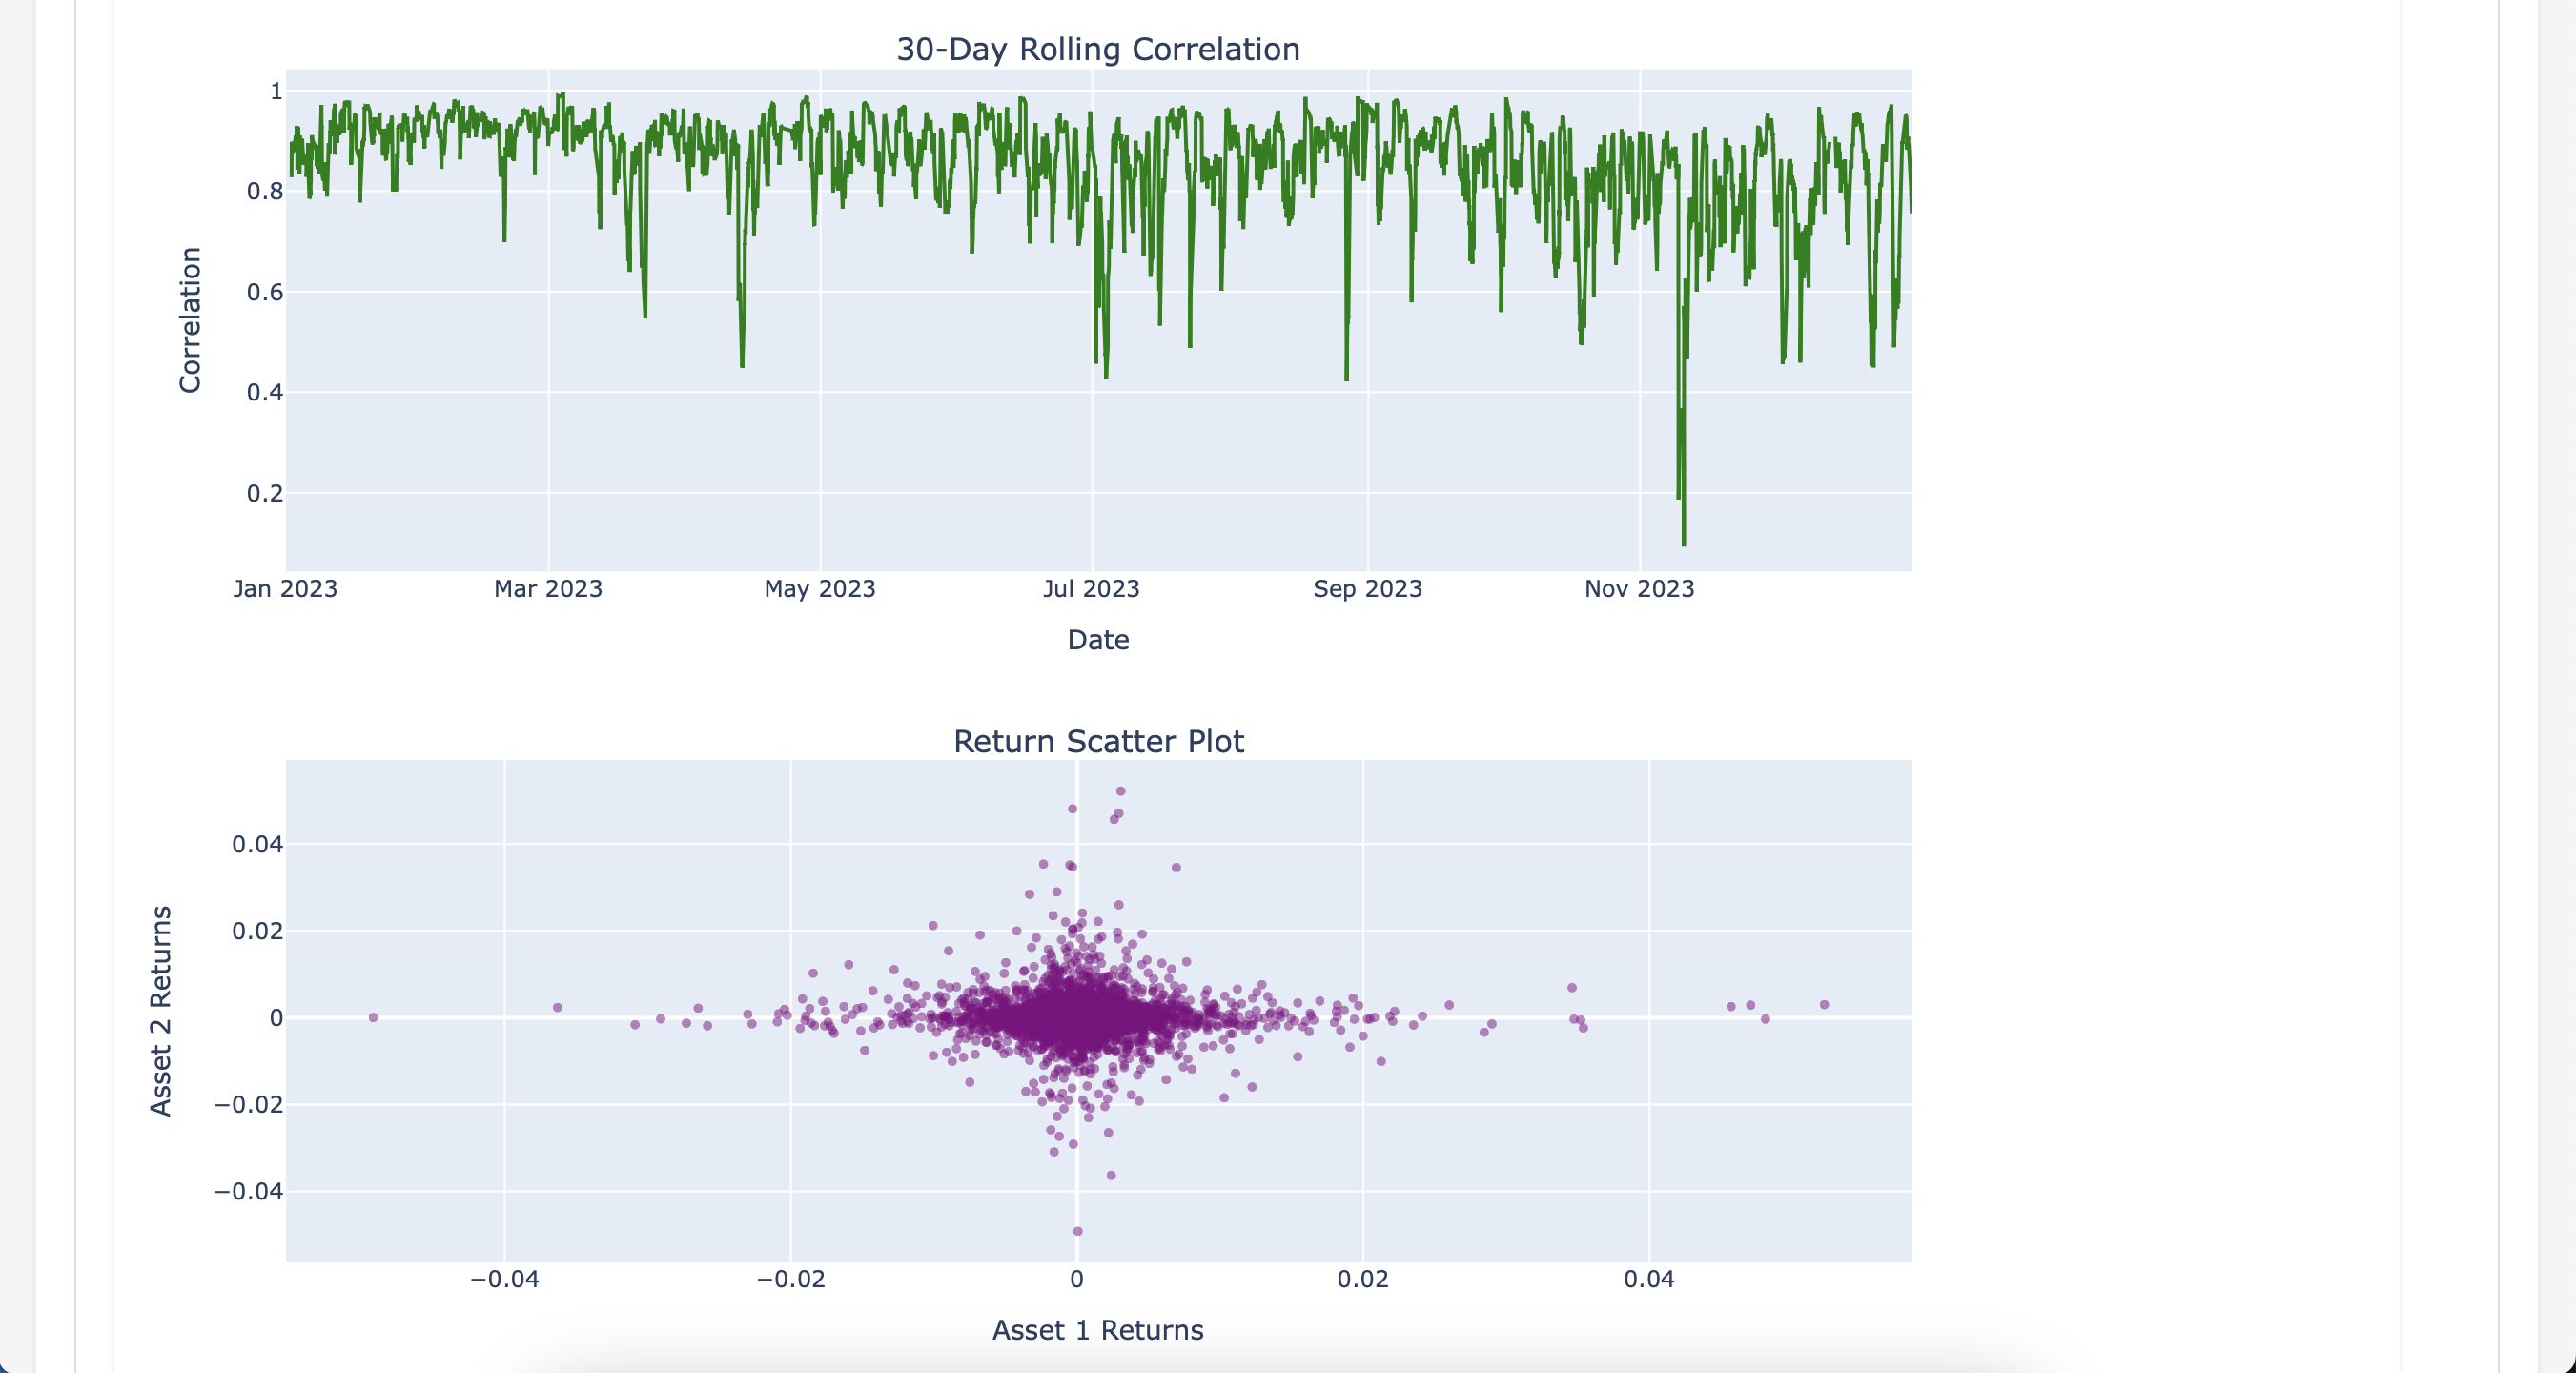 30-Day Rolling Correlation
1
0.8
0.6
0.4
0.2
Correlation
Jan 2023
Mar 2023
May 2023
Jul 2023
Sep 2023
Nov 2023
Date
Return Scatter Plot
0.04
0.02
0
−0.02
−0.04
Asset 2 Returns
−0.04
−0.02
0
0.02
0.04
Asset 1 Returns